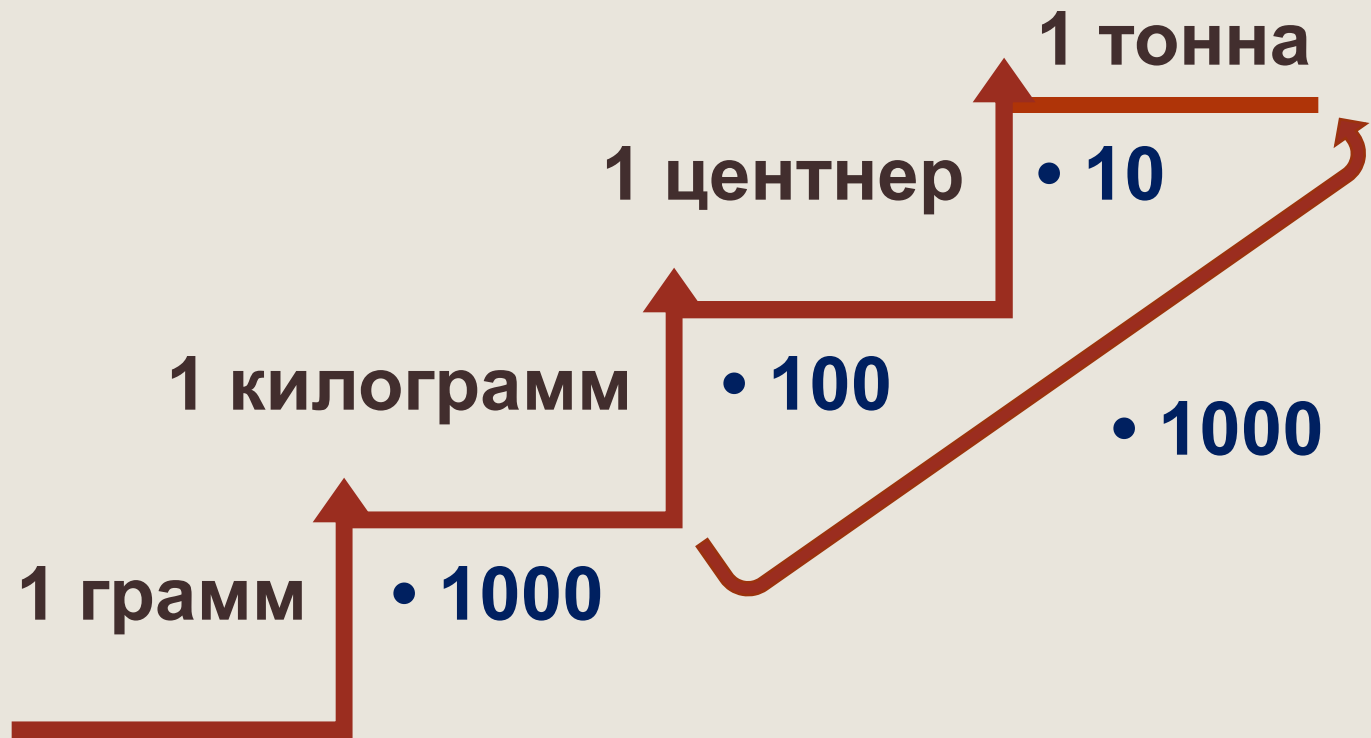 1 тонна
1 центнер
• 10
1 килограмм
• 100
• 1000
1 грамм
• 1000